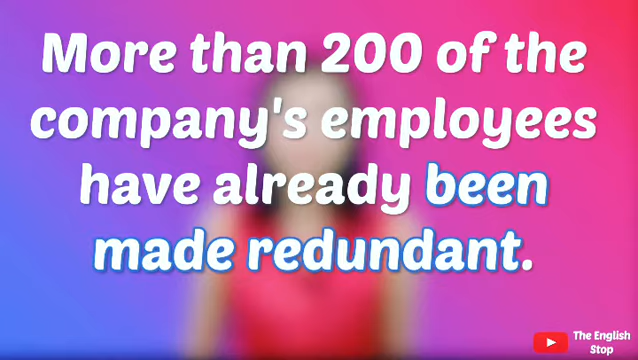 More than 200 of the
company's employees
have already been
made redundant.
The English
Stop